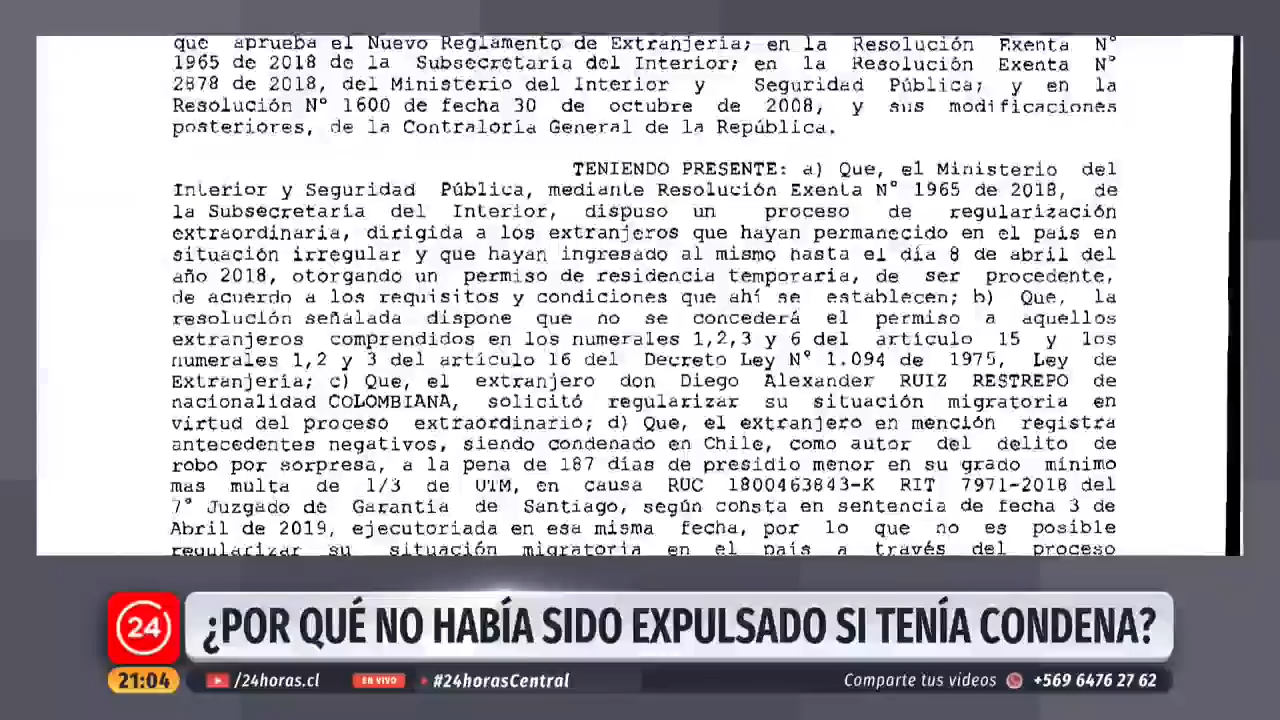 que aprueba el Nuevo Reglamento de Extranjería; en la Resolución Exenta N°
1965 de 2018 de la Subsecretaría del Interior; en la Resolución Exenta N°
2878 de 2018, del Ministerio del Interior y Seguridad Pública; y en la
Resolución N° 1600 de fecha 30 de octubre de 2008, y sus modificaciones
posteriores, de la Contraloría General de la República.
TENIENDO PRESENTE: a) Que, el Ministerio del
Interior y Seguridad Pública, mediante Resolución Exenta N° 1965 de 2018, de
la Subsecretaría del Interior, dispuso un proceso de regularización
extraordinaria, dirigida a los extranjeros que hayan permanecido en el país en
situación irregular y que hayan ingresado al mismo hasta el día 8 de abril del
año 2018, otorgando un permiso de residencia temporaria, de ser procedente,
de acuerdo a los requisitos y condiciones que ahí se establecen; b) Que, la
resolución señalada dispone que no se concederá el permiso a aquellos
extranjeros comprendidos en los numerales 1,2,3 y 6 del artículo 15 y los
numerales 1,2 y 3 del artículo 16 del Decreto Ley N° 1.094 de 1975, Ley de
Extranjería; c) Que, el extranjero don Diego Alexander RUIZ RESTREPO de
nacionalidad COLOMBIANA, solicitó regularizar su situación migratoria en
virtud del proceso extraordinario; d) Que, el extranjero en mención registra
antecedentes negativos, siendo condenado en Chile, como autor del delito de
robo por sorpresa, a la pena de 187 días de presidio menor en su grado mínimo
mas multa de 1/3 de UTM, en causa RUC 1800463843-K RIT 7971-2018 del
7° Juzgado de Garantía de Santiago, según consta en sentencia de fecha 3 de
Abril de 2019, ejecutoriada en esa misma fecha, por lo que no es posible
regularizar su situación migratoria en el país a través del proceso
24 ¿POR QUÉ NO HABÍA SIDO EXPULSADO SI TENÍA CONDENA?
21:04 /24horas.cl EN VIVO #24horasCentral Comparte tus videos +569 6476 27 62